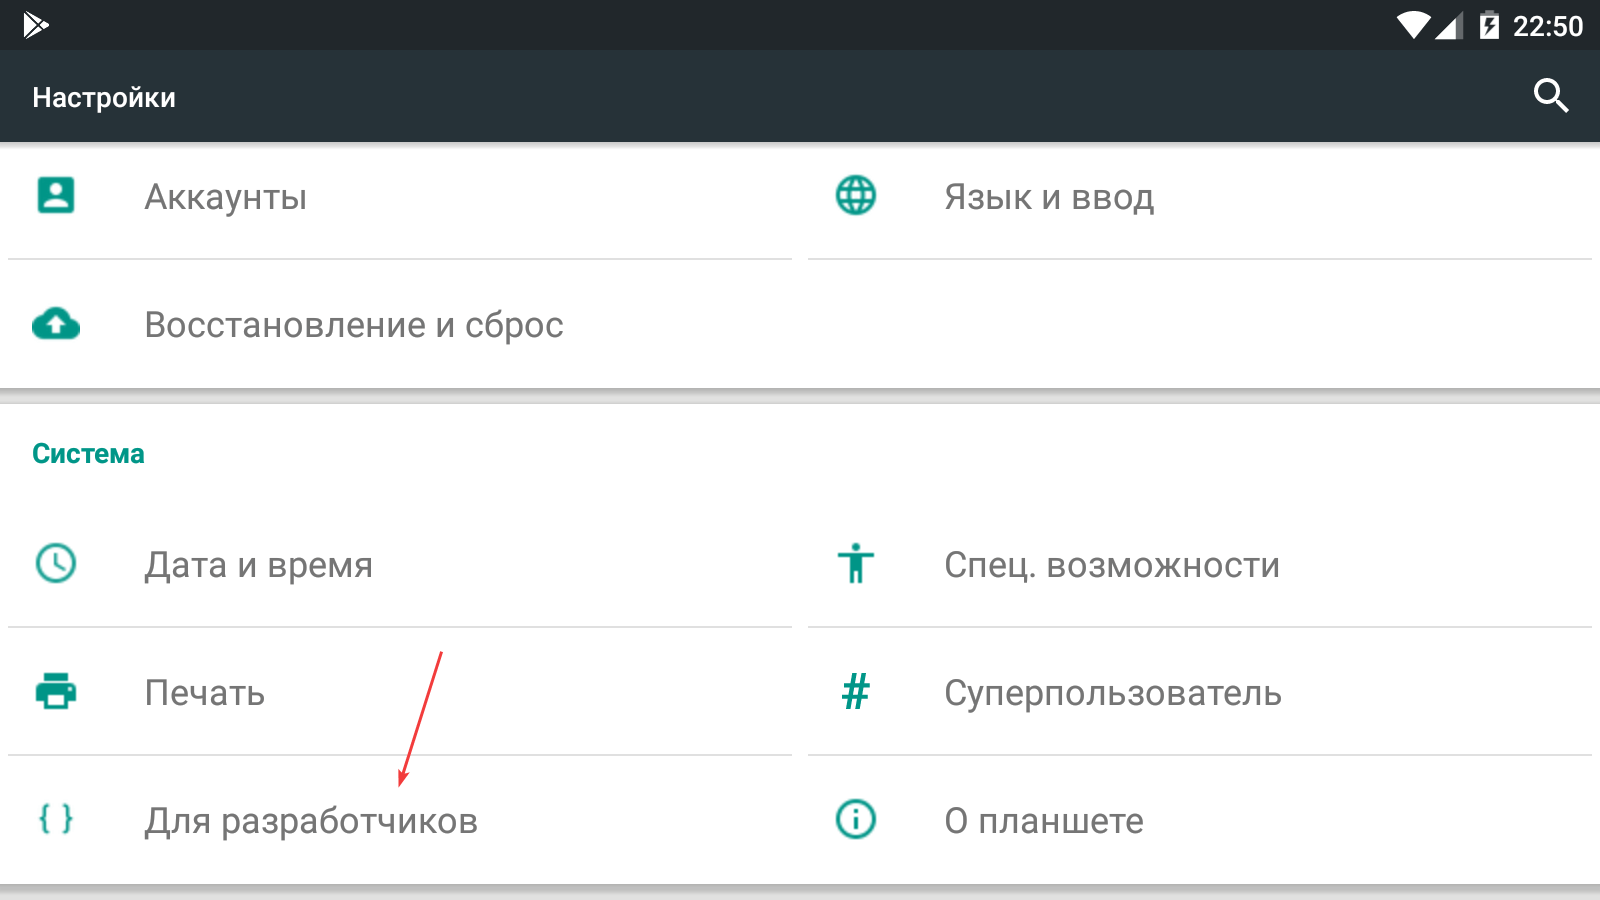 22:50
Настройки
Аккаунты
Язык и ввод
Восстановление и сброс
Система
Дата и время
Спец. возможности
Печать
# Суперпользователь
{ } Для разработчиков
О планшете